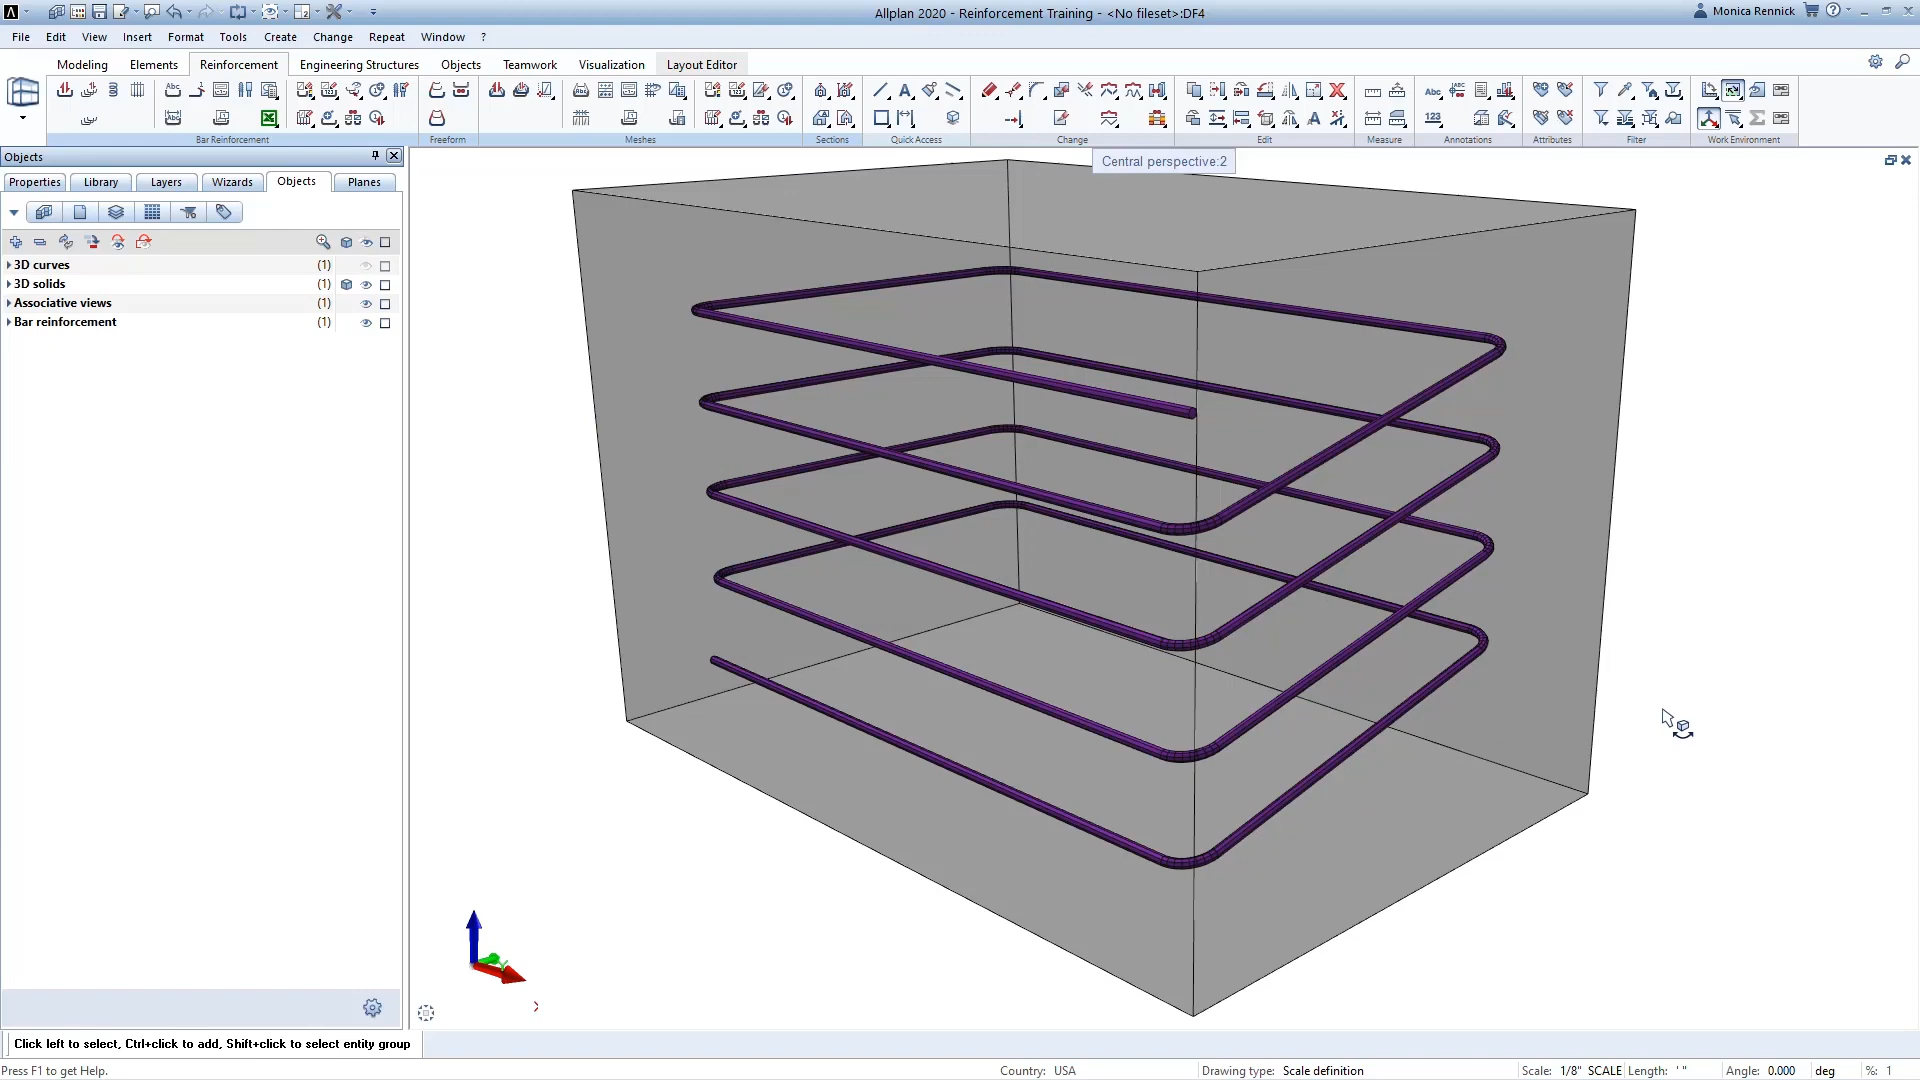 Allplan 2020 - Reinforcement Training - <No fileset>:DF4
Monica Rennick
File Edit View Insert Format Tools Create Change Repeat Window ?
Modeling Elements Reinforcement Engineering Structures Objects Teamwork Visualization Layout Editor
Bar Reinforcement Freeform Meshes Sections Quick Access Change Edit Measure Annotations Attributes Filter Work Environment
Objects
Central perspective:2
Properties Library Layers Wizards Objects Planes
3D curves (1)
3D solids (1)
Associative views (1)
Bar reinforcement (1)
Click left to select, Ctrl+click to add, Shift+click to select entity group
Press F1 to get Help. Country: USA Drawing type: Scale definition Scale: 1/8" SCALE Length: ' " Angle: 0.000 deg %: 1